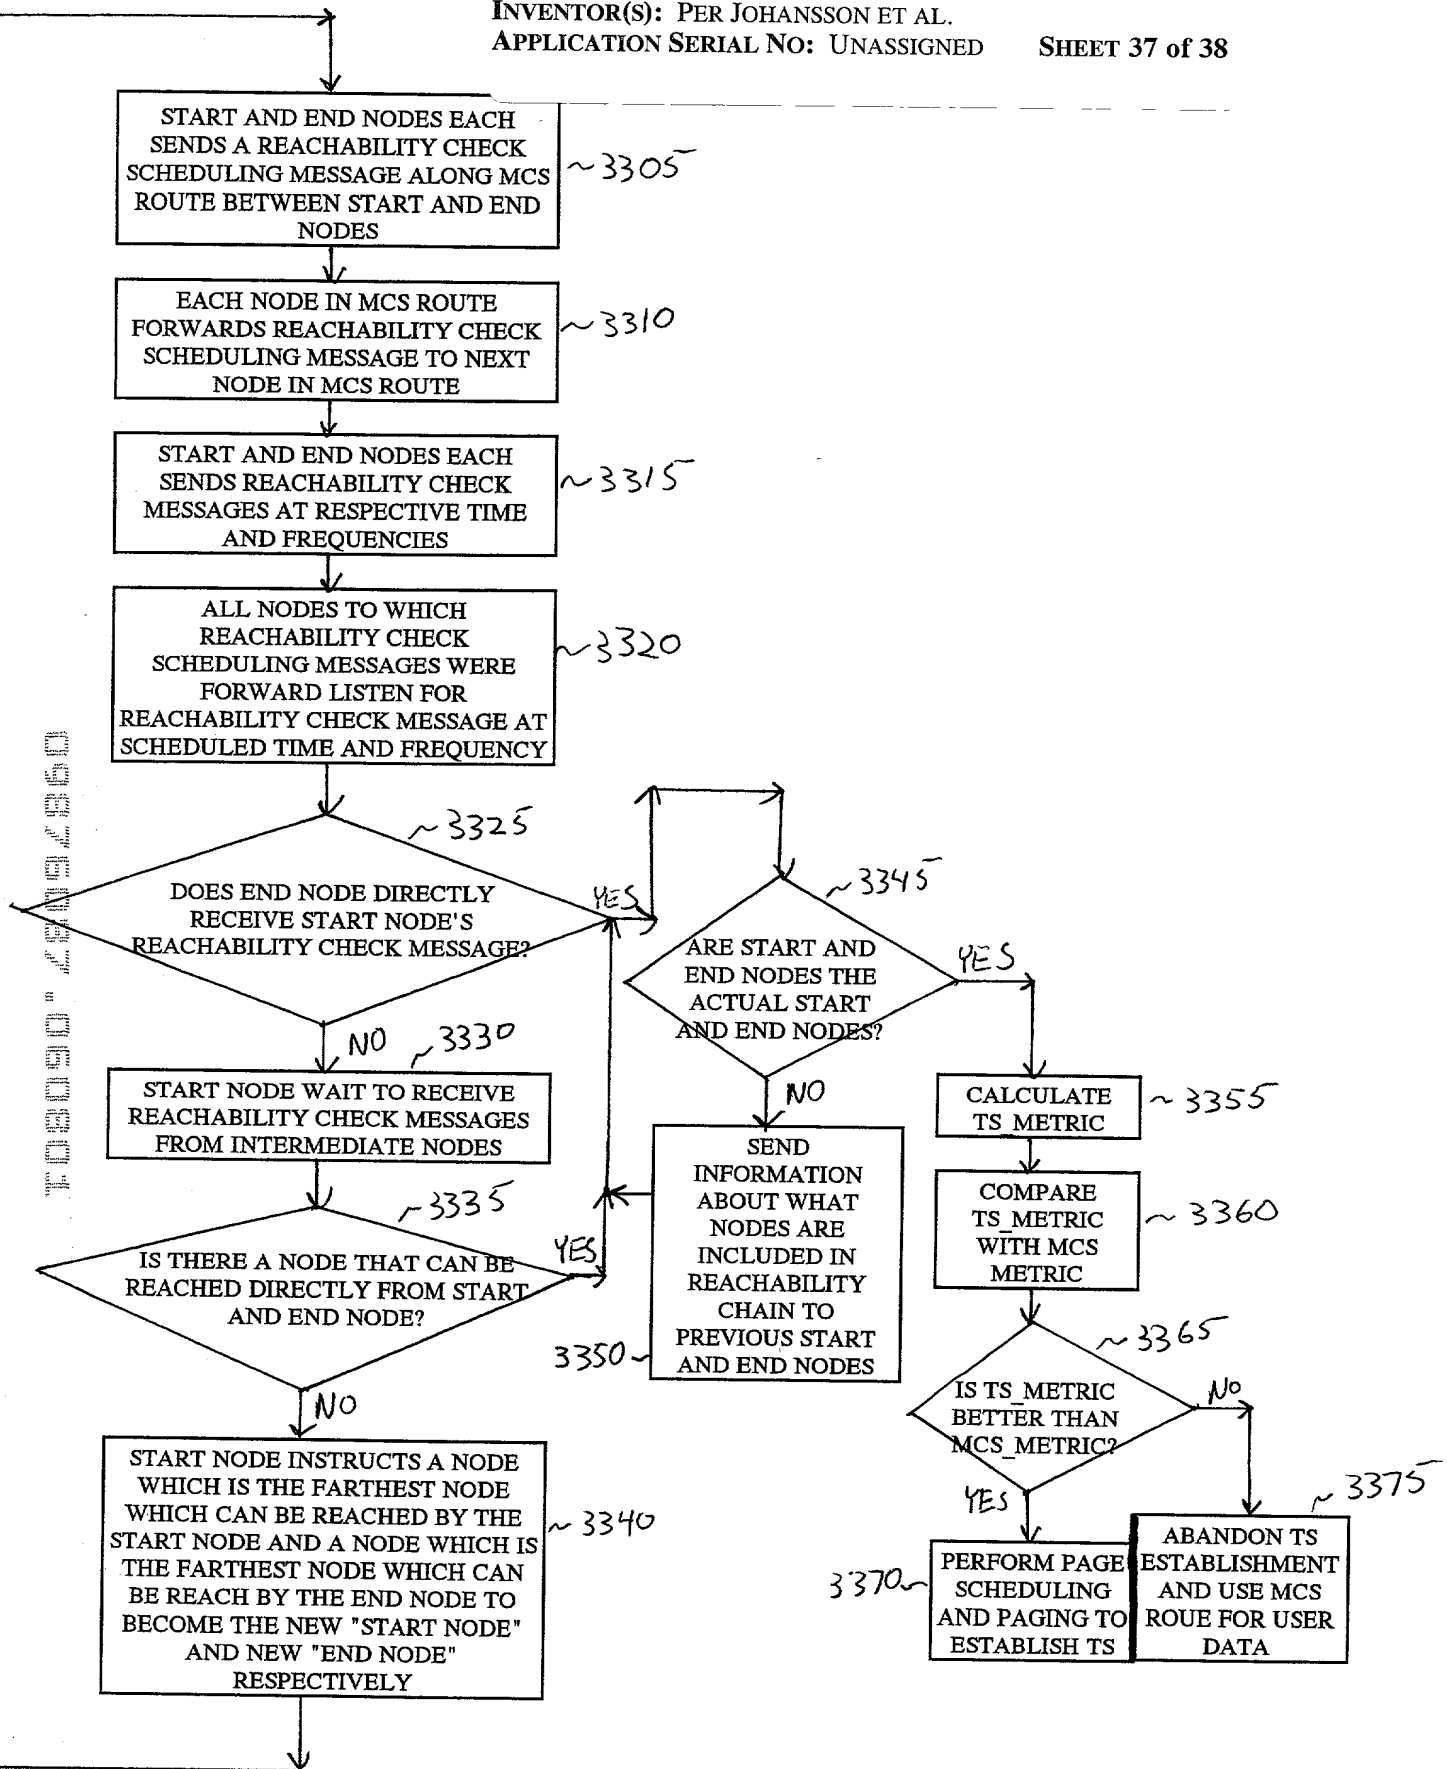 INVENTOR(S): PER JOHANSSON ET AL.
APPLICATION SERIAL NO: UNASSIGNED SHEET 37 of 38
START AND END NODES EACH
SENDS A REACHABILITY CHECK
SCHEDULING MESSAGE ALONG MCS
ROUTE BETWEEN START AND END
NODES
~3305
EACH NODE IN MCS ROUTE
FORWARDS REACHABILITY CHECK
SCHEDULING MESSAGE TO NEXT
NODE IN MCS ROUTE
~3310
START AND END NODES EACH
SENDS REACHABILITY CHECK
MESSAGES AT RESPECTIVE TIME
AND FREQUENCIES
~3315
ALL NODES TO WHICH
REACHABILITY CHECK
SCHEDULING MESSAGES WERE
FORWARD LISTEN FOR
REACHABILITY CHECK MESSAGE AT
SCHEDULED TIME AND FREQUENCY
~3320
~3325
DOES END NODE DIRECTLY
RECEIVE START NODE'S
REACHABILITY CHECK MESSAGE?
YES
NO
~3330
START NODE WAIT TO RECEIVE
REACHABILITY CHECK MESSAGES
FROM INTERMEDIATE NODES
~3335
IS THERE A NODE THAT CAN BE
REACHED DIRECTLY FROM START
AND END NODE?
YES
NO
START NODE INSTRUCTS A NODE
WHICH IS THE FARTHEST NODE
WHICH CAN BE REACHED BY THE
START NODE AND A NODE WHICH IS
THE FARTHEST NODE WHICH CAN
BE REACH BY THE END NODE TO
BECOME THE NEW "START NODE"
AND NEW "END NODE"
RESPECTIVELY
~3340
~3345
ARE START AND
END NODES THE
ACTUAL START
AND END NODES?
YES
NO
SEND
INFORMATION
ABOUT WHAT
NODES ARE
INCLUDED IN
REACHABILITY
CHAIN TO
PREVIOUS START
AND END NODES
3350~
CALCULATE
TS_METRIC
~3355
COMPARE
TS_METRIC
WITH MCS
METRIC
~3360
~3365
IS TS_METRIC
BETTER THAN
MCS_METRIC?
NO
YES
3370~
PERFORM PAGE
SCHEDULING
AND PAGING TO
ESTABLISH TS
~3375
ABANDON TS
ESTABLISHMENT
AND USE MCS
ROUE FOR USER
DATA